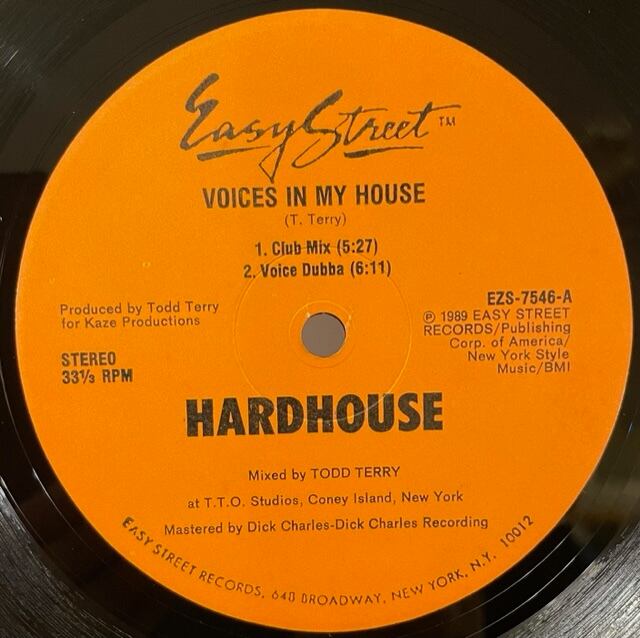 Easy Street™
VOICES IN MY HOUSE
(T. Terry)
1. Club Mix (5:27)
2. Voice Dubba (6:11)
Produced by Todd Terry
for Kaze Productions
STEREO
33⅓ RPM
EZS-7546-A
℗ 1989 EASY STREET
RECORDS/Publishing
Corp. of America/
New York Style
Music/BMI
HARDHOUSE
Mixed by TODD TERRY
at T.T.O. Studios, Coney Island, New York
Mastered by Dick Charles-Dick Charles Recording
EASY STREET RECORDS, 640 BROADWAY, NEW YORK, N.Y. 10012